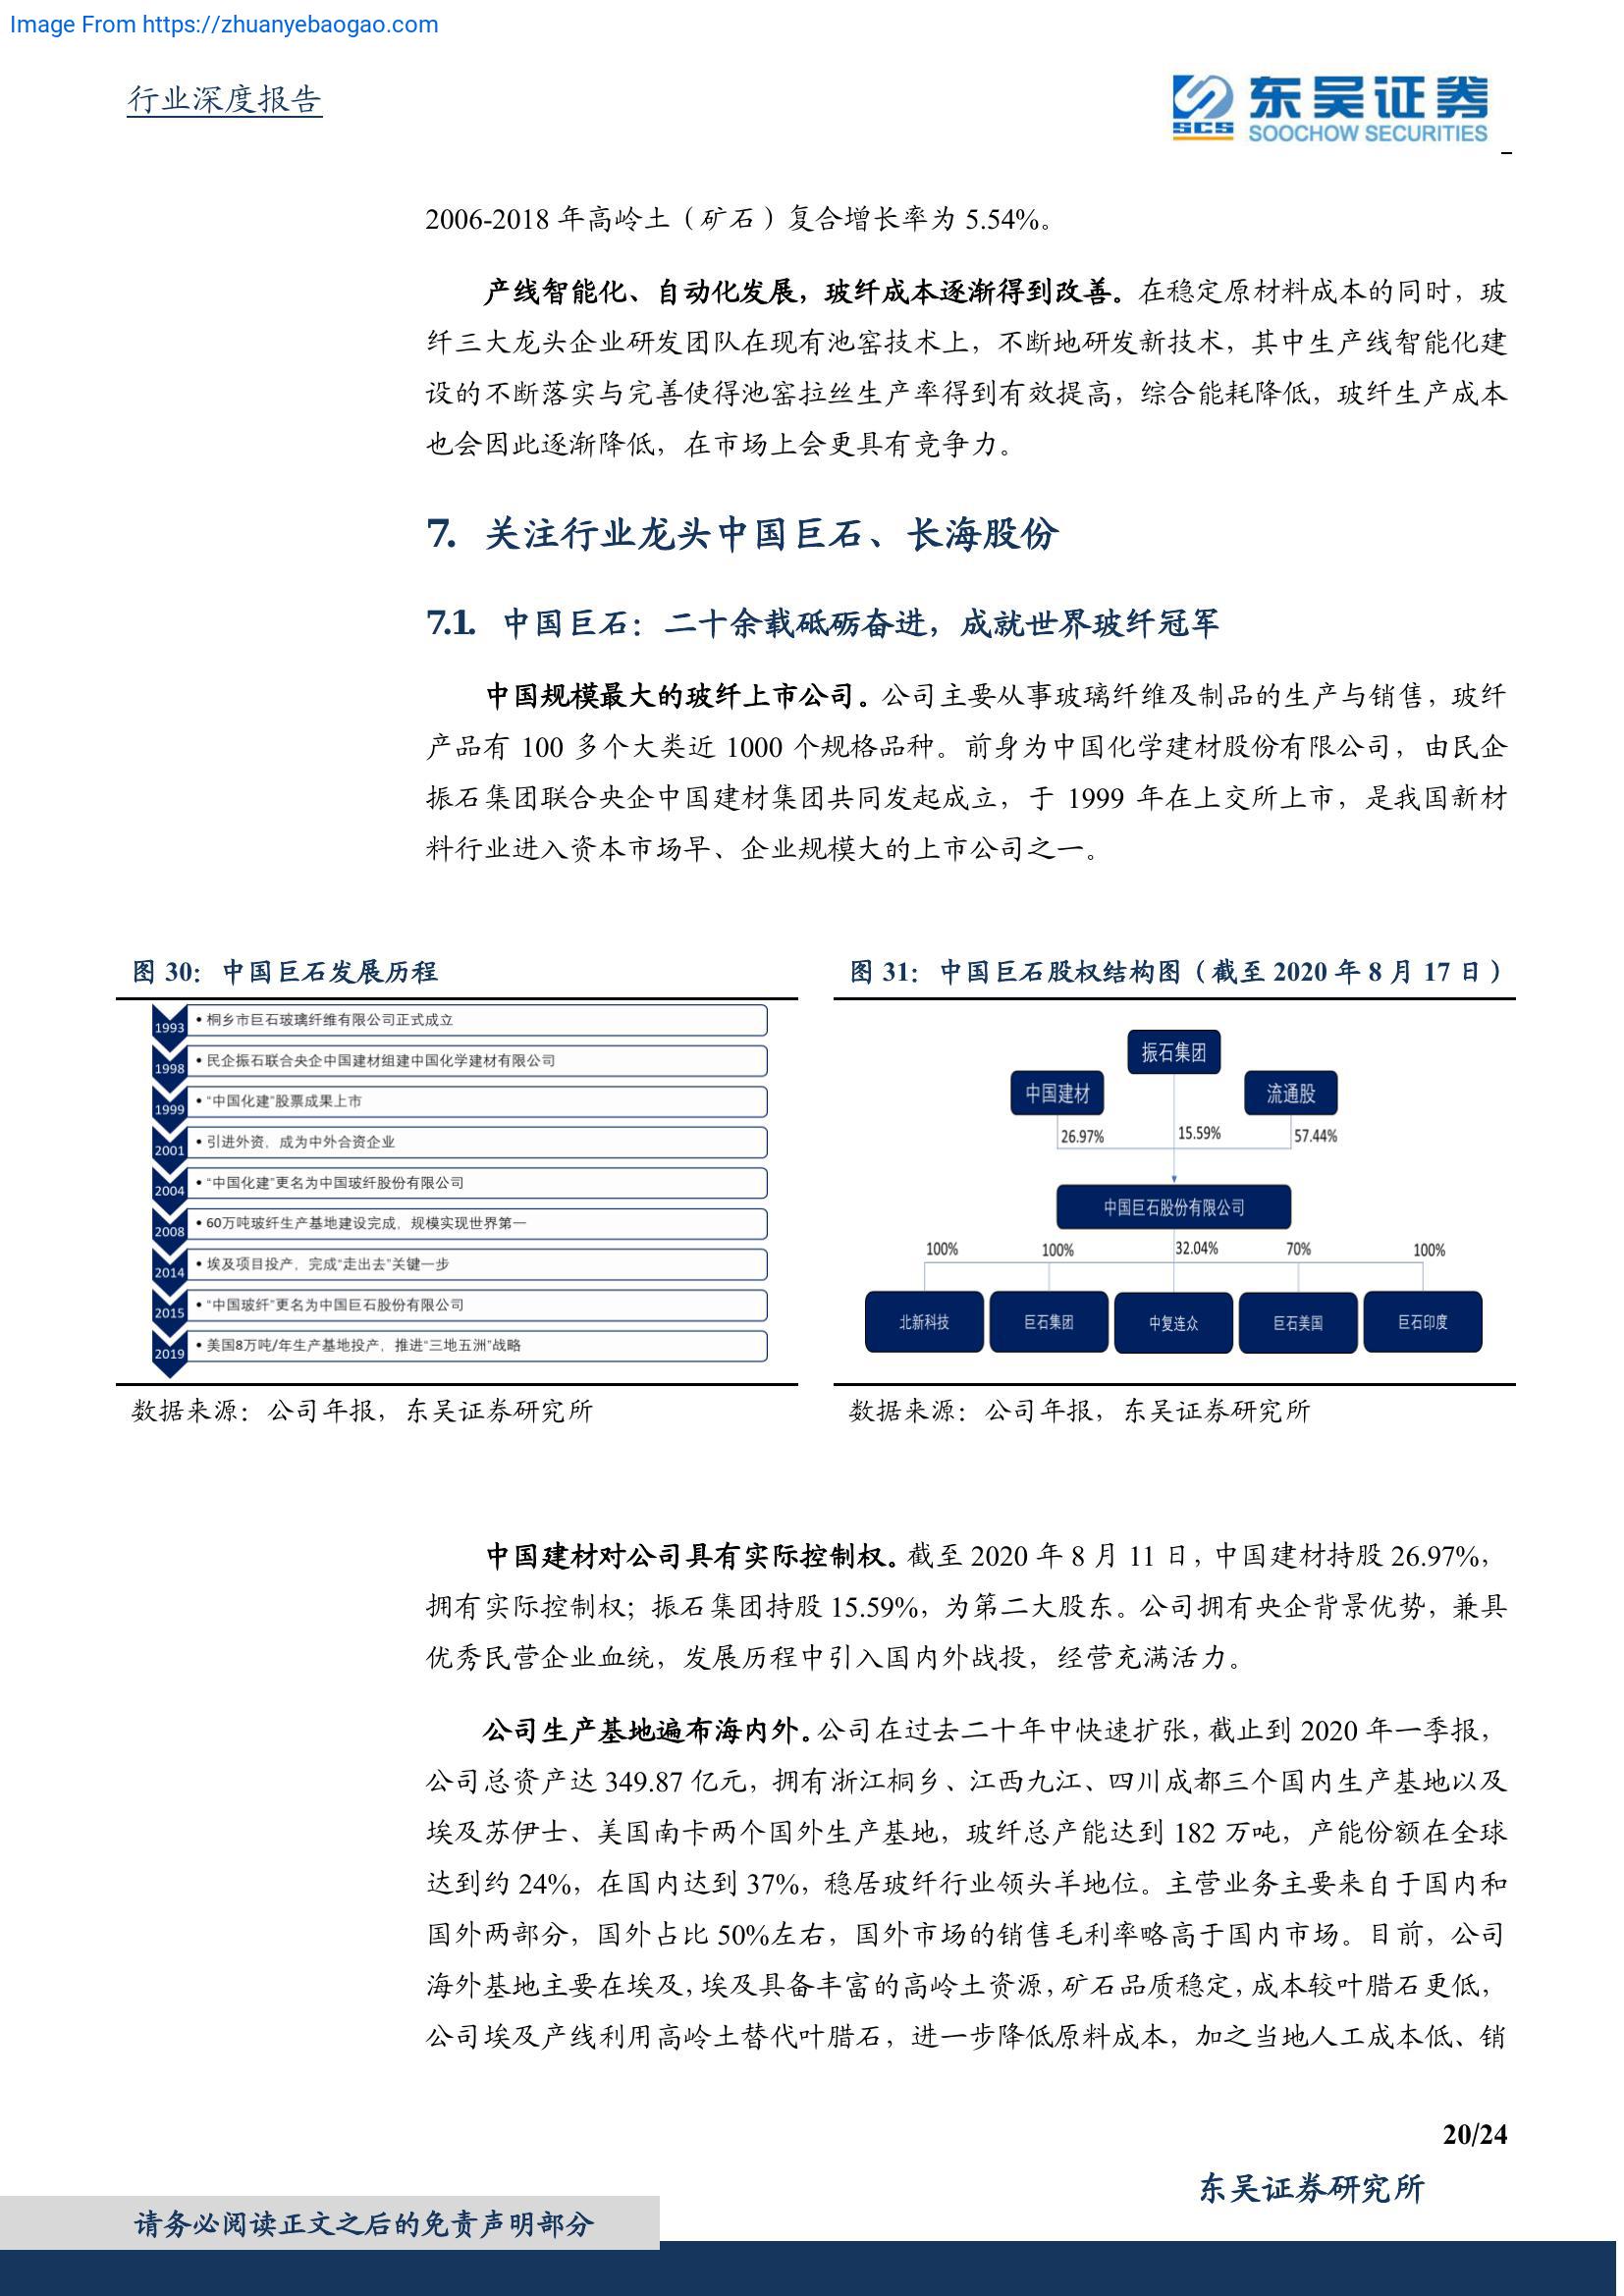 Image From https://zhuanyebaogao.com
行业深度报告
SCS
东吴证券
SOOCHOW SECURITIES
2006-2018 年高岭土（矿石）复合增长率为 5.54%。
产线智能化、自动化发展，玻纤成本逐渐得到改善。在稳定原材料成本的同时，玻
纤三大龙头企业研发团队在现有池窑技术上，不断地研发新技术，其中生产线智能化建
设的不断落实与完善使得池窑拉丝生产率得到有效提高，综合能耗降低，玻纤生产成本
也会因此逐渐降低，在市场上会更具有竞争力。
7. 关注行业龙头中国巨石、长海股份
7.1. 中国巨石：二十余载砥砺奋进，成就世界玻纤冠军
中国规模最大的玻纤上市公司。公司主要从事玻璃纤维及制品的生产与销售，玻纤
产品有 100 多个大类近 1000 个规格品种。前身为中国化学建材股份有限公司，由民企
振石集团联合央企中国建材集团共同发起成立，于 1999 年在上交所上市，是我国新材
料行业进入资本市场早、企业规模大的上市公司之一。
图 30：中国巨石发展历程
1993 • 桐乡市巨石玻璃纤维有限公司正式成立
1998 • 民企振石联合央企中国建材组建中国化学建材有限公司
1999 • “中国化建”股票成果上市
2001 • 引进外资，成为中外合资企业
2004 • “中国化建”更名为中国玻纤股份有限公司
2008 • 60万吨玻纤生产基地建设完成，规模实现世界第一
2014 • 埃及项目投产，完成“走出去”关键一步
2015 • “中国玻纤”更名为中国巨石股份有限公司
2019 • 美国8万吨/年生产基地投产，推进“三地五洲”战略
数据来源：公司年报，东吴证券研究所
图 31：中国巨石股权结构图（截至 2020 年 8 月 17 日）
振石集团
中国建材 流通股
26.97% 15.59% 57.44%
中国巨石股份有限公司
100% 100% 32.04% 70% 100%
北新科技 巨石集团 中复连众 巨石美国 巨石印度
数据来源：公司年报，东吴证券研究所
中国建材对公司具有实际控制权。截至 2020 年 8 月 11 日，中国建材持股 26.97%，
拥有实际控制权；振石集团持股 15.59%，为第二大股东。公司拥有央企背景优势，兼具
优秀民营企业血统，发展历程中引入国内外战投，经营充满活力。
公司生产基地遍布海内外。公司在过去二十年中快速扩张，截止到 2020 年一季报，
公司总资产达 349.87 亿元，拥有浙江桐乡、江西九江、四川成都三个国内生产基地以及
埃及苏伊士、美国南卡两个国外生产基地，玻纤总产能达到 182 万吨，产能份额在全球
达到约 24%，在国内达到 37%，稳居玻纤行业领头羊地位。主营业务主要来自于国内和
国外两部分，国外占比 50%左右，国外市场的销售毛利率略高于国内市场。目前，公司
海外基地主要在埃及，埃及具备丰富的高岭土资源，矿石品质稳定，成本较叶腊石更低，
公司埃及产线利用高岭土替代叶腊石，进一步降低原料成本，加之当地人工成本低、销
20/24
东吴证券研究所
请务必阅读正文之后的免责声明部分